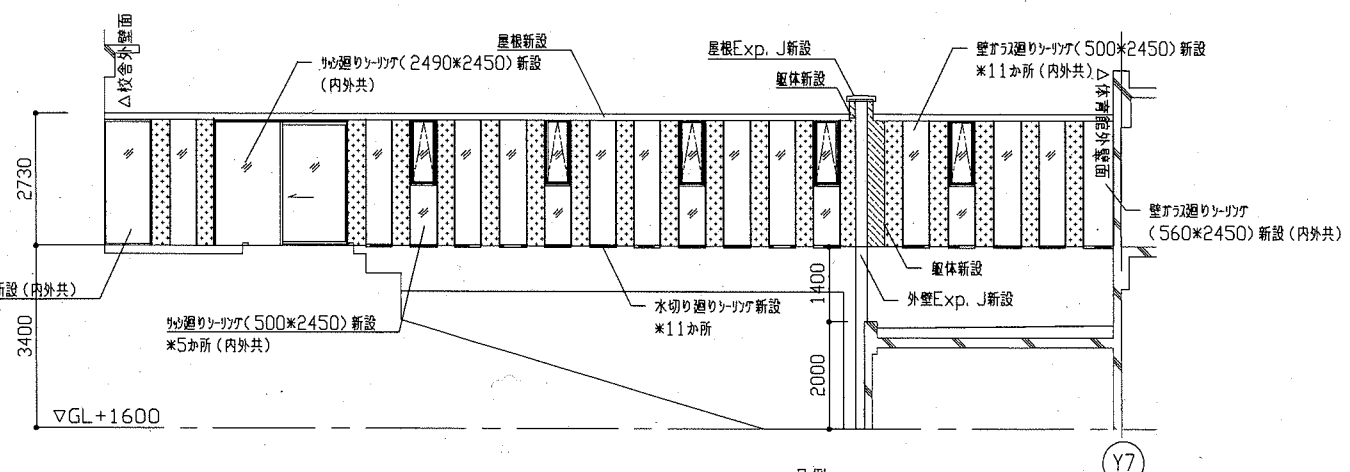 △校舎外壁面
サッシ廻りシーリング(2490*2450)新設
(内外共)
屋根新設
屋根Exp. J新設
躯体新設
壁ガラス廻りシーリング(500*2450)新設
*11か所(内外共)
△体育館外壁面
2730
壁ガラス廻りシーリング
(560*2450)新設(内外共)
新設(内外共)
サッシ廻りシーリング(500*2450)新設
*5か所(内外共)
水切り廻りシーリング新設
*11か所
1400
躯体新設
外壁Exp. J新設
3400
2000
▽GL+1600
Y7